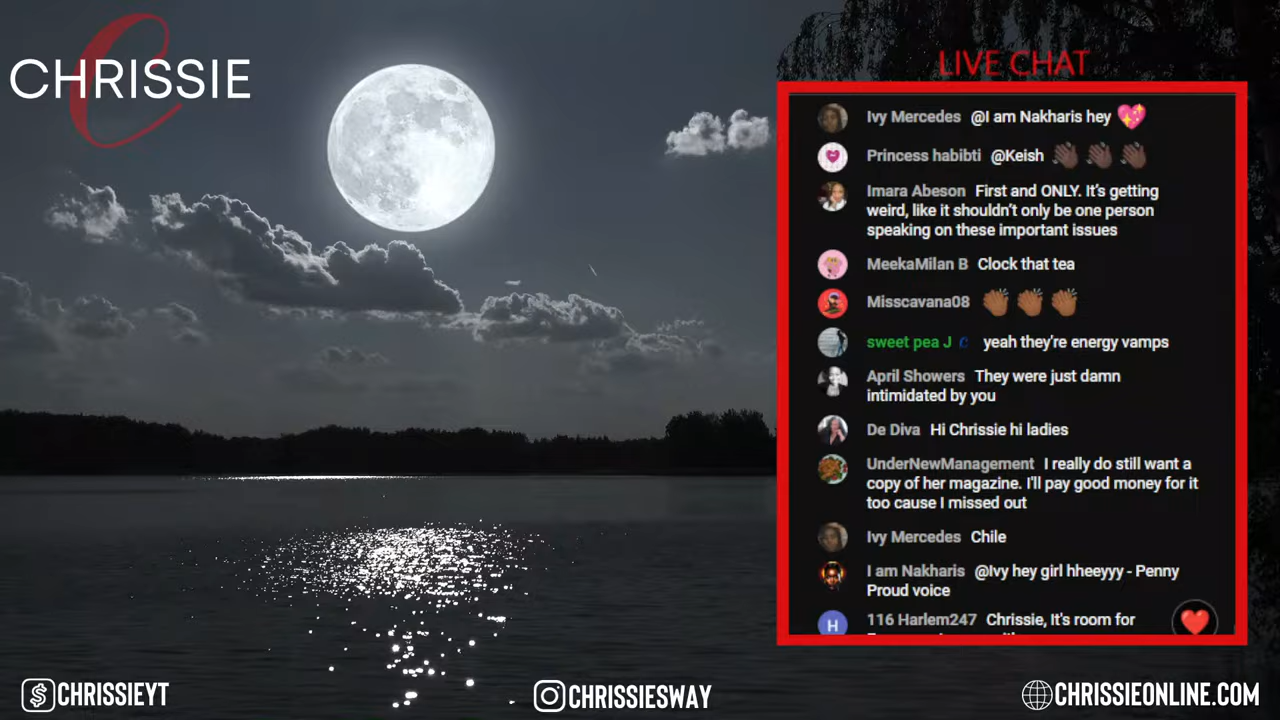 CHRISSIE
LIVE CHAT
Ivy Mercedes @I am Nakharis hey
Princess habibti @Keish
Imara Abeson First and ONLY. It's getting
weird, like it shouldn't only be one person
speaking on these important issues
MeekaMilan B Clock that tea
Misscavana08
sweet pea J yeah they're energy vamps
April Showers They were just damn
intimidated by you
De Diva Hi Chrissie hi ladies
UnderNewManagement I really do still want a
copy of her magazine. I'll pay good money for it
too cause I missed out
Ivy Mercedes Chile
I am Nakharis @Ivy hey girl hheeyyy - Penny
Proud voice
H 116 Harlem247 Chrissie, It's room for
$ CHRISSIEYT
CHRISSIESWAY
CHRISSIEONLINE.COM